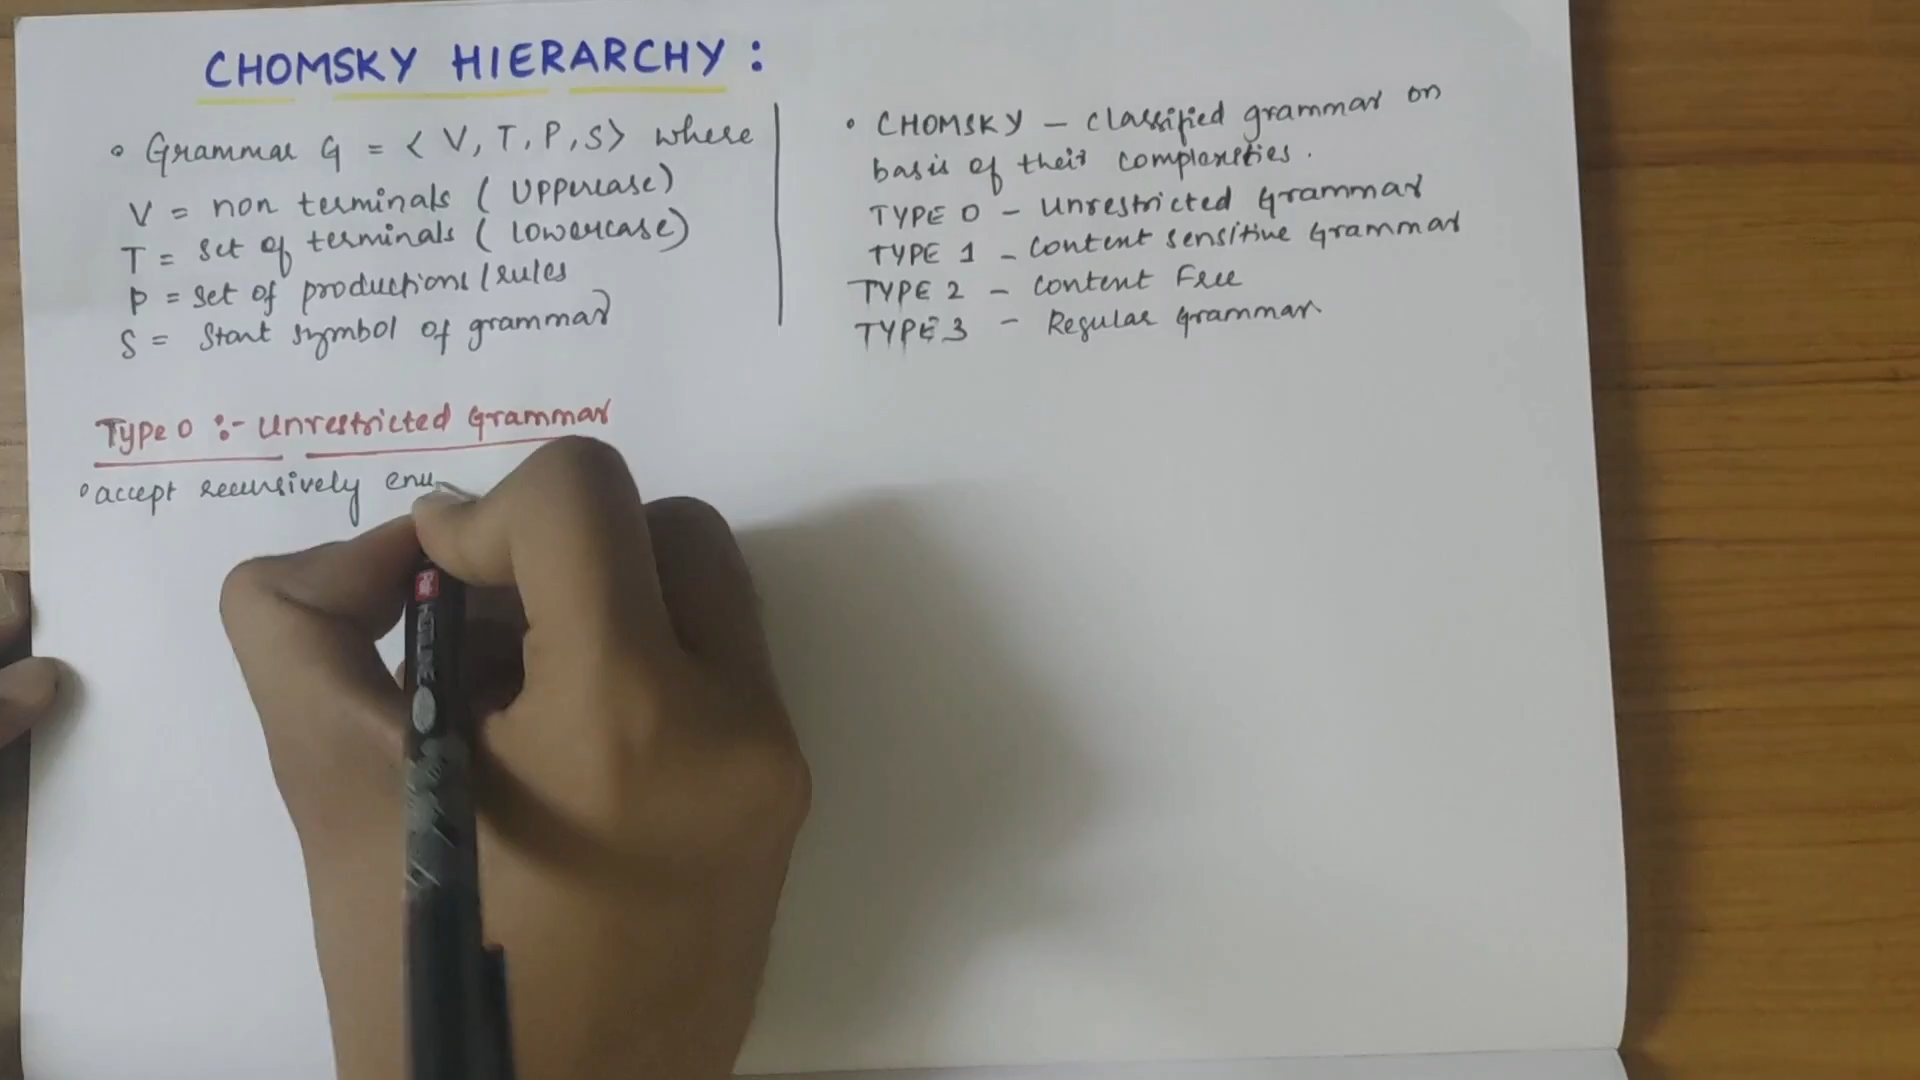 CHOMSKY HIERARCHY :
• Grammar G = < V, T, P, S> where
V = non terminals ( Uppercase)
T = set of terminals ( lowercase)
P = set of productions / rules
S = Start symbol of grammar
• CHOMSKY – classified grammar on
basis of their complexities .
TYPE 0 – Unrestricted Grammar
TYPE 1 – Content sensitive Grammar
TYPE 2 – Content Free
TYPE 3 – Regular Grammar
Type 0 :- Unrestricted Grammar
• accept recursively enu